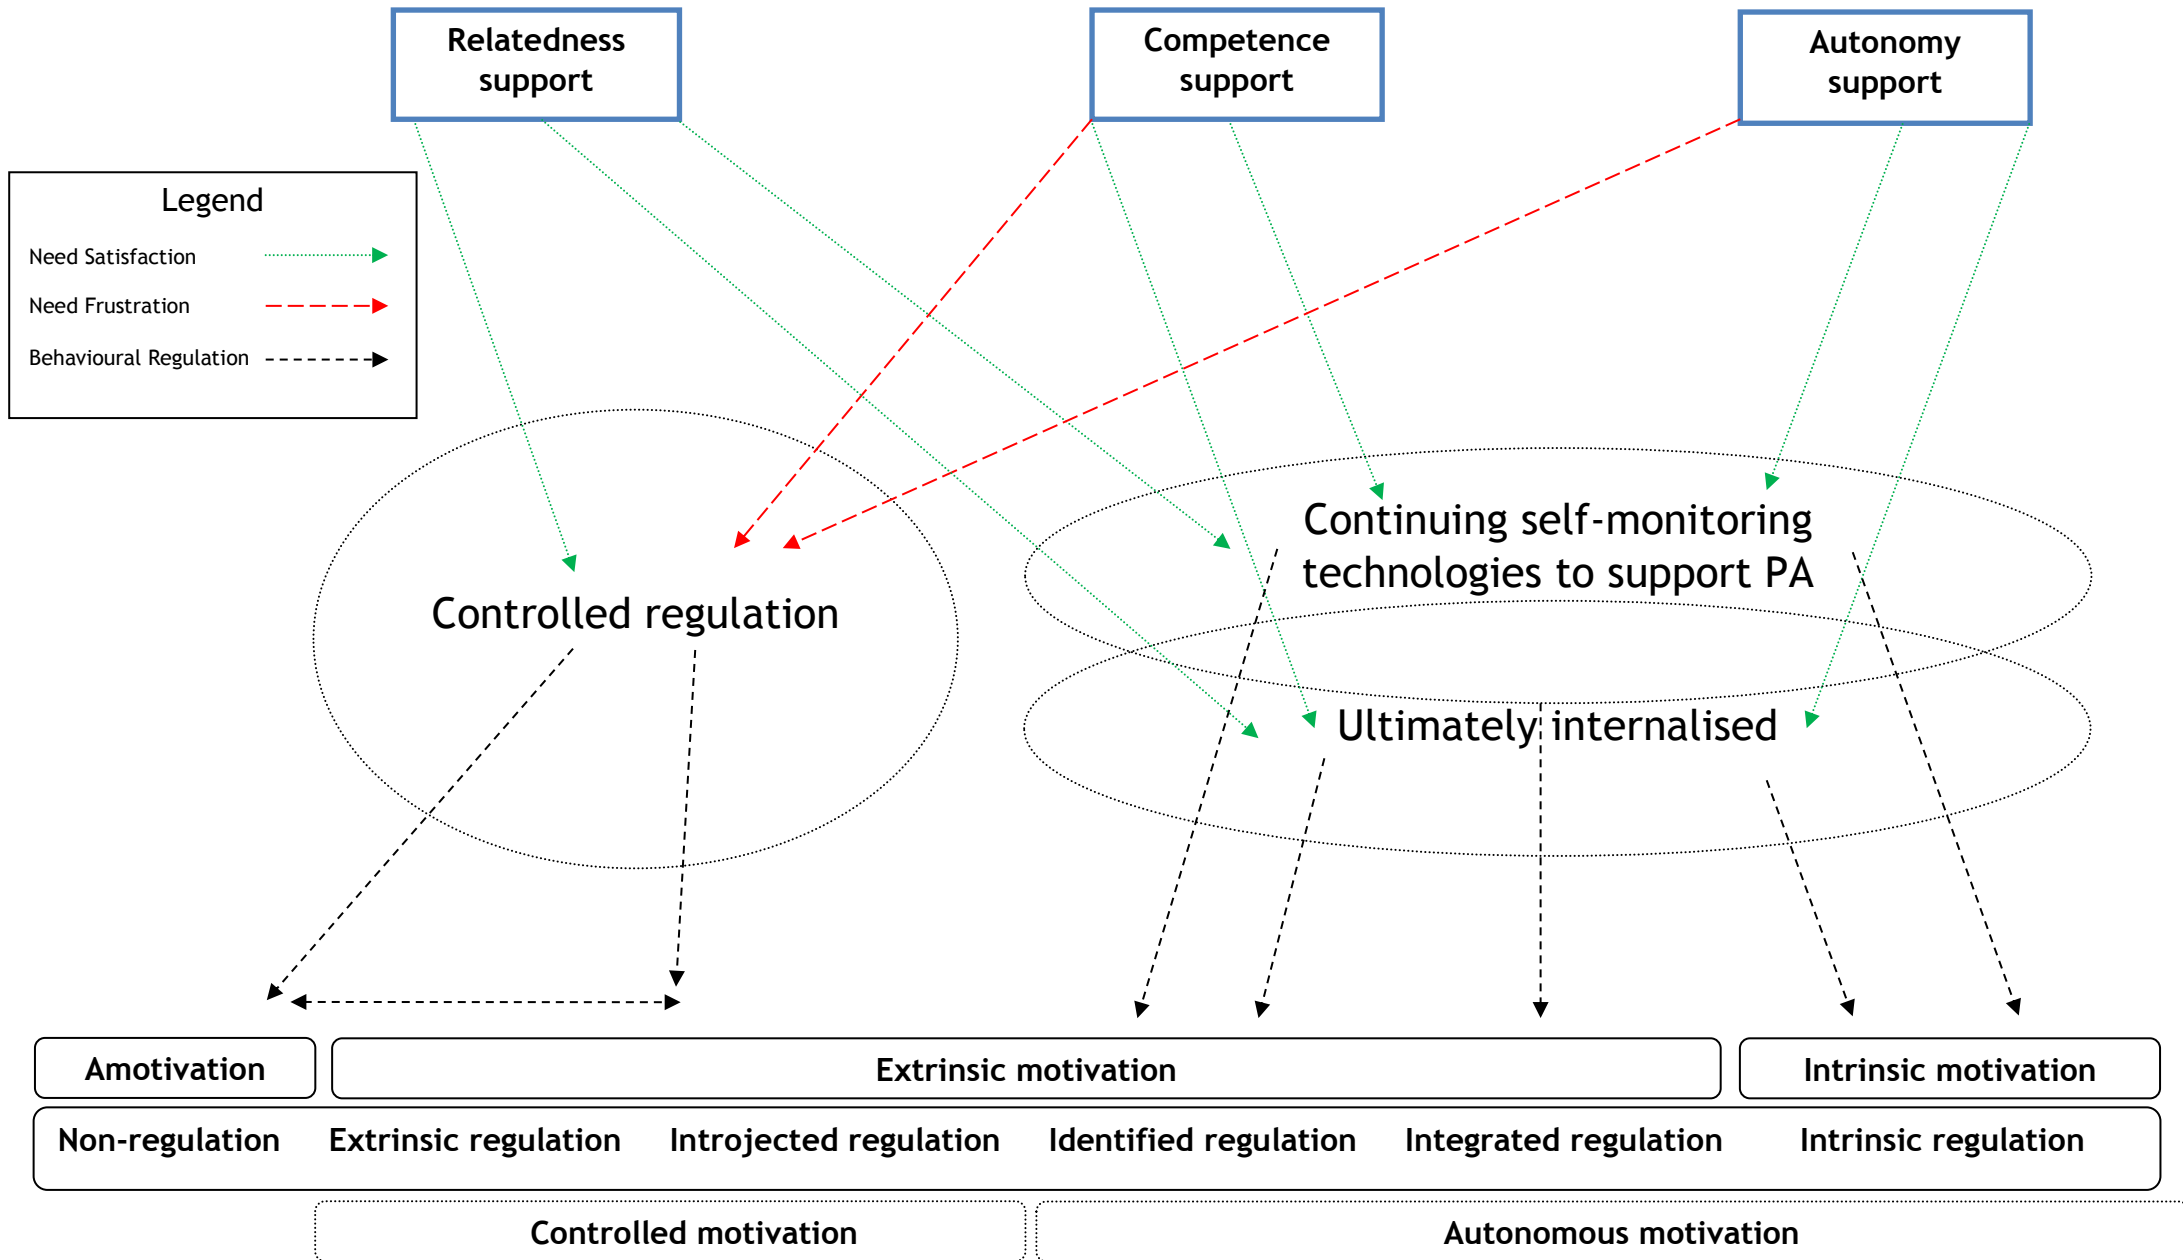 Relatedness
support
Competence
support
Autonomy
support
Legend
Need Satisfaction
Need Frustration
Behavioural Regulation
Continuing self-monitoring
technologies to support PA
Controlled regulation
Ultimately internalised
Amotivation
Extrinsic motivation
Intrinsic motivation
Non-regulation
Extrinsic regulation
Introjected regulation
Identified regulation
Integrated regulation
Intrinsic regulation
Controlled motivation
Autonomous motivation